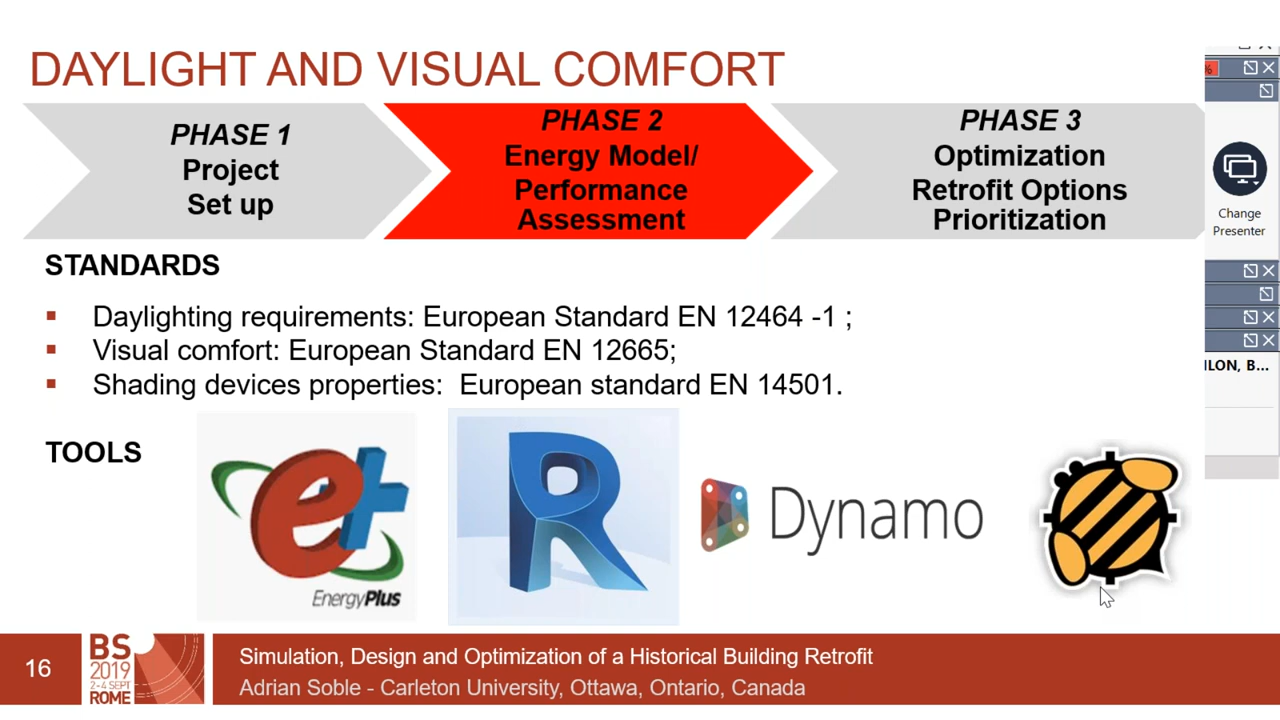 DAYLIGHT AND VISUAL COMFORT
PHASE 1
Project
Set up
PHASE 2
Energy Model/
Performance
Assessment
PHASE 3
Optimization
Retrofit Options
Prioritization
%
Change
Presenter
STANDARDS
Daylighting requirements: European Standard EN 12464 -1 ;
Visual comfort: European Standard EN 12665;
Shading devices properties: European standard EN 14501.
ILON, B...
TOOLS
e+
EnergyPlus
R
Dynamo
16
BS
2019
2-4 SEPT
ROME
Simulation, Design and Optimization of a Historical Building Retrofit
Adrian Soble - Carleton University, Ottawa, Ontario, Canada